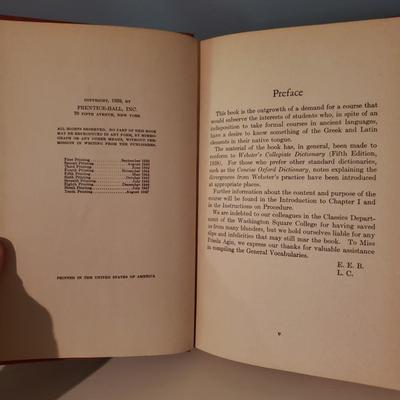 COPYRIGHT, 1939, BY
PRENTICE-HALL, INC.
70 FIFTH AVENUE, NEW YORK
ALL RIGHTS RESERVED. NO PART OF THIS BOOK
MAY BE REPRODUCED IN ANY FORM, BY MIMEO-
GRAPH OR ANY OTHER MEANS, WITHOUT PER-
MISSION IN WRITING FROM THE PUBLISHERS.
First Printing
Second Printing
Third Printing
Fourth Printing
Fifth Printing
Sixth Printing
Seventh Printing
Eighth Printing
Ninth Printing
Tenth Printing
PRINTED IN THE UNITED STATES OF AMERICA
Preface
This book is the outgrowth of a demand for a course that
would subserve the interests of students who, in spite of an
indisposition to take formal courses in ancient languages,
have a desire to know something of the Greek and Latin
elements in their native tongue.
The material of the book has, in general, been made to
conform to Webster's Collegiate Dictionary (Fifth Edition,
1938). For those who prefer other standard dictionaries,
such as the Concise Oxford Dictionary, notes explaining the
divergences from Webster's practice have been introduced
at appropriate places.
Further information about the content and purpose of the
course will be found in the Introduction to Chapter I and
in the Instructions on Procedure.
We are indebted to our colleagues in the Classics Depart-
ment of the Washington Square College for having saved
us from many blunders, but we hold ourselves liable for any
slips and infelicities that may still mar the book. To Miss
Frieda Agin, we express our thanks for valuable assistance
in compiling the General Vocabularies.
E. E. B.
L. C.
v